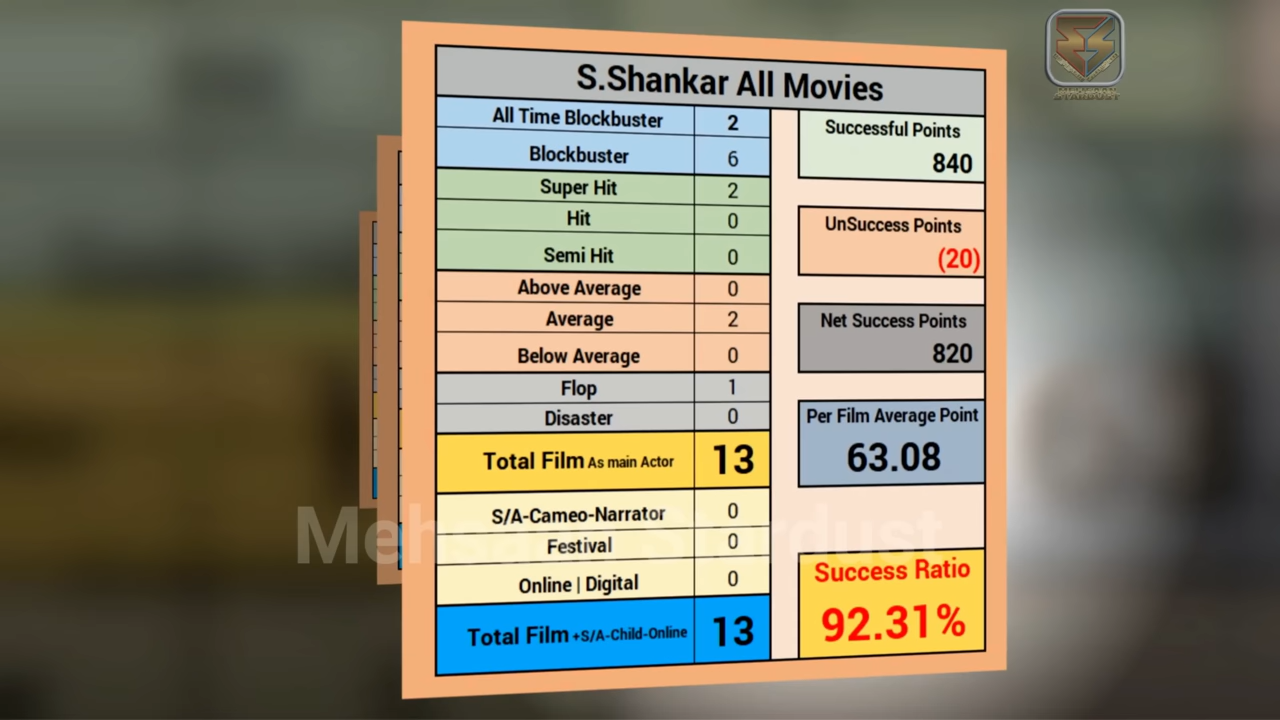 S.Shankar All Movies
All Time Blockbuster 2
Blockbuster 6
Super Hit 2
Hit 0
Semi Hit 0
Above Average 0
Average 2
Below Average 0
Flop 1
Disaster 0
Total Film As main Actor 13
S/A-Cameo-Narrator 0
Festival 0
Online | Digital 0
Total Film +S/A-Child-Online 13
Successful Points
840
UnSuccess Points
(20)
Net Success Points
820
Per Film Average Point
63.08
Success Ratio
92.31%
STARDUST